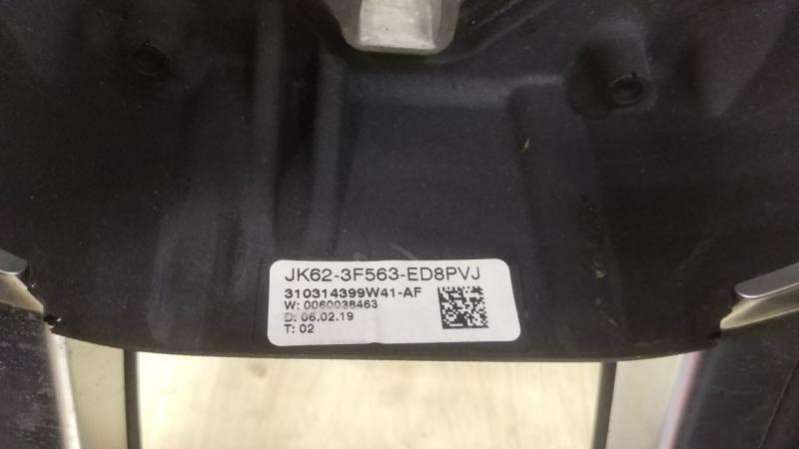 JK62-3F563-ED8PVJ
310314399W41-AF
W: 0060038463
D: 06.02.19
T: 02